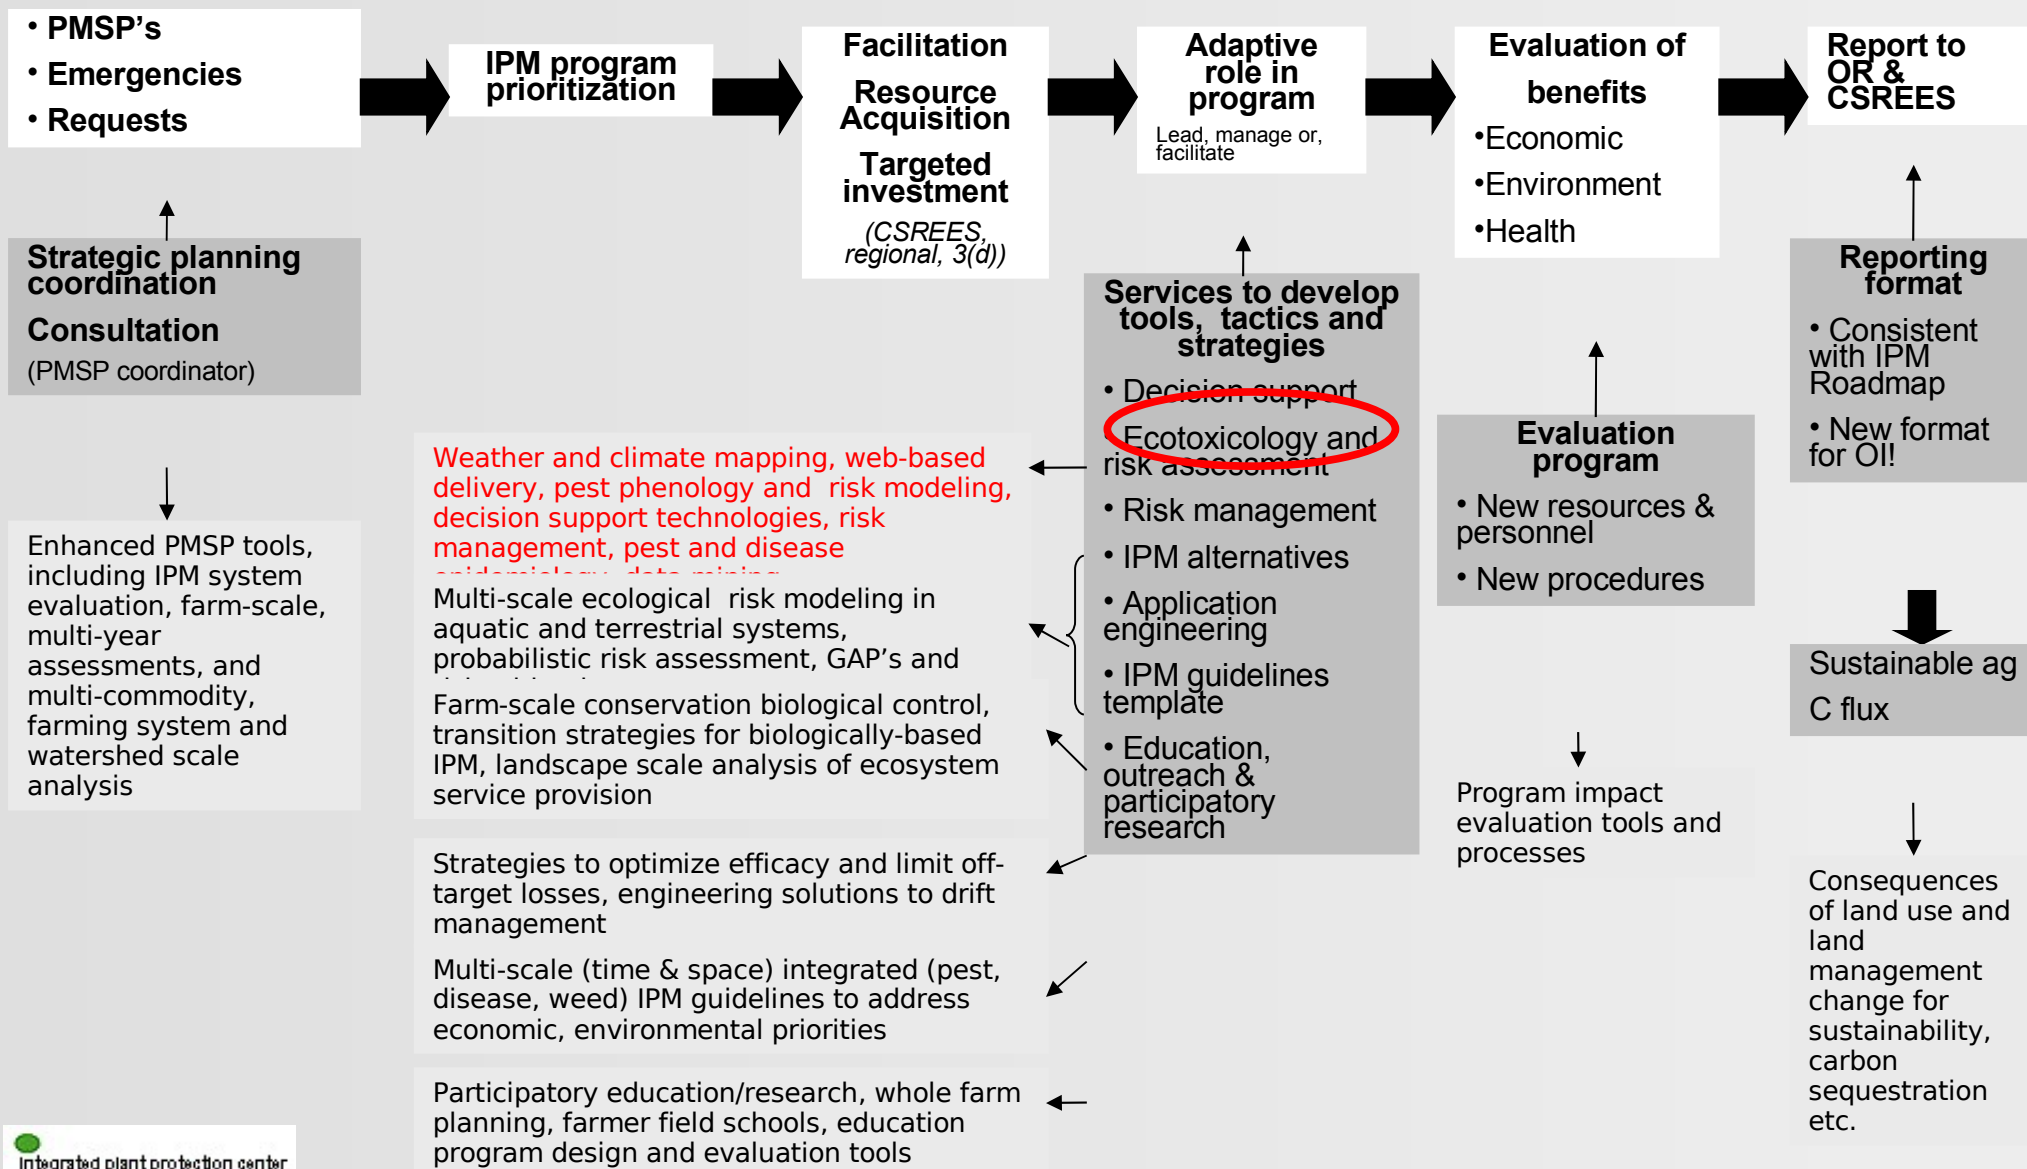 • PMSP's
• Emergencies
• Requests
IPM program
prioritization
Facilitation
Resource
Acquisition
Targeted
investment
(CSREES,
regional, 3(d))
Adaptive
role in
program
Lead, manage or,
facilitate
Evaluation of
benefits
•Economic
•Environment
•Health
Report to
OR &
CSREES
Strategic planning
coordination
Consultation
(PMSP coordinator)
Enhanced PMSP tools,
including IPM system
evaluation, farm-scale,
multi-year
assessments, and
multi-commodity,
farming system and
watershed scale
analysis
Weather and climate mapping, web-based
delivery, pest phenology and risk modeling,
decision support technologies, risk
management, pest and disease
epidemiology, data mining
Multi-scale ecological risk modeling in
aquatic and terrestrial systems,
probabilistic risk assessment, GAP's and
Farm-scale conservation biological control,
transition strategies for biologically-based
IPM, landscape scale analysis of ecosystem
service provision
Strategies to optimize efficacy and limit off-
target losses, engineering solutions to drift
management
Multi-scale (time & space) integrated (pest,
disease, weed) IPM guidelines to address
economic, environmental priorities
Participatory education/research, whole farm
planning, farmer field schools, education
program design and evaluation tools
Services to develop
tools, tactics and
strategies
• Decision support
• Ecotoxicology and
risk assessment
• Risk management
• IPM alternatives
• Application
engineering
• IPM guidelines
template
• Education,
outreach &
participatory
research
Evaluation
program
• New resources &
personnel
• New procedures
Program impact
evaluation tools and
processes
Reporting
format
• Consistent
with IPM
Roadmap
• New format
for OI!
Sustainable ag
C flux
Consequences
of land use and
land
management
change for
sustainability,
carbon
sequestration
etc.
integrated plant protection center